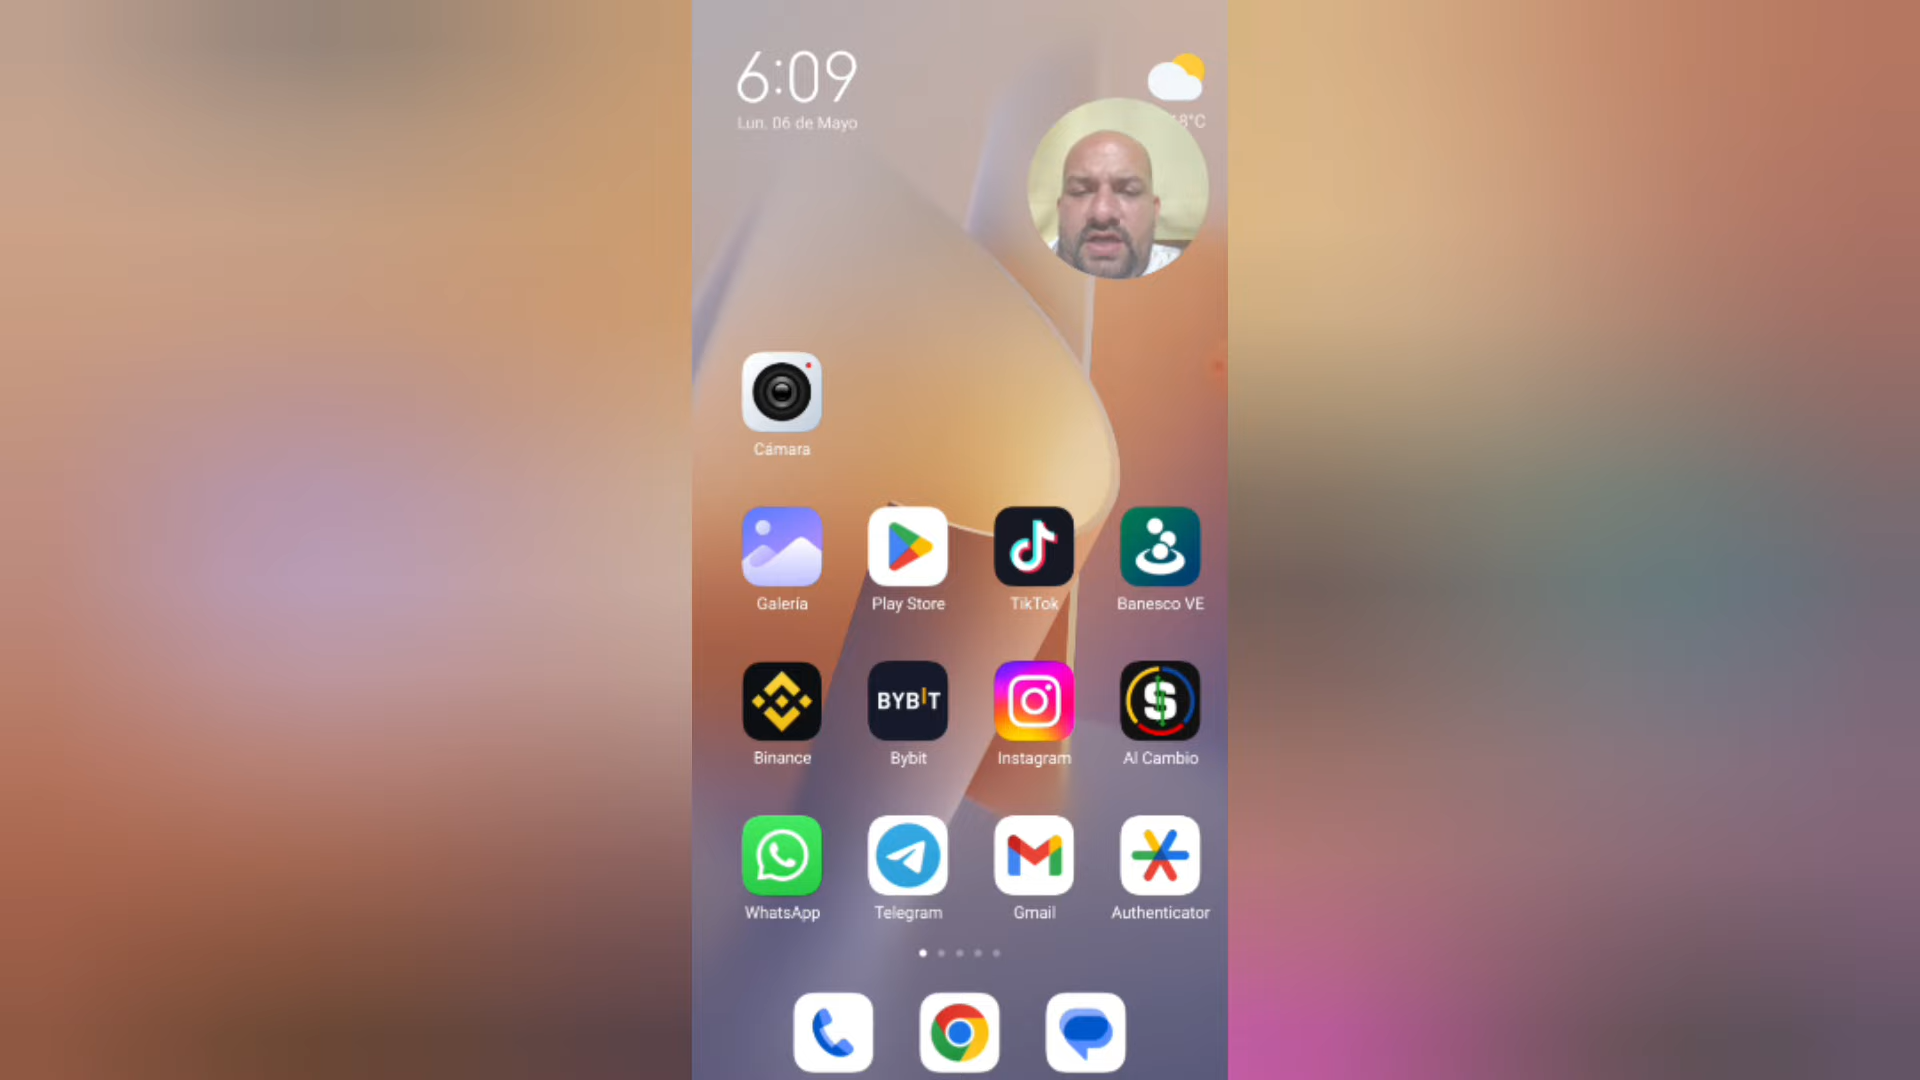 6:09
Lun. 06 de Mayo
8°C
Cámara
Galería
Play Store
TikTok
Banesco VE
BYBIT
Binance
Bybit
Instagram
Al Cambio
WhatsApp
Telegram
Gmail
Authenticator